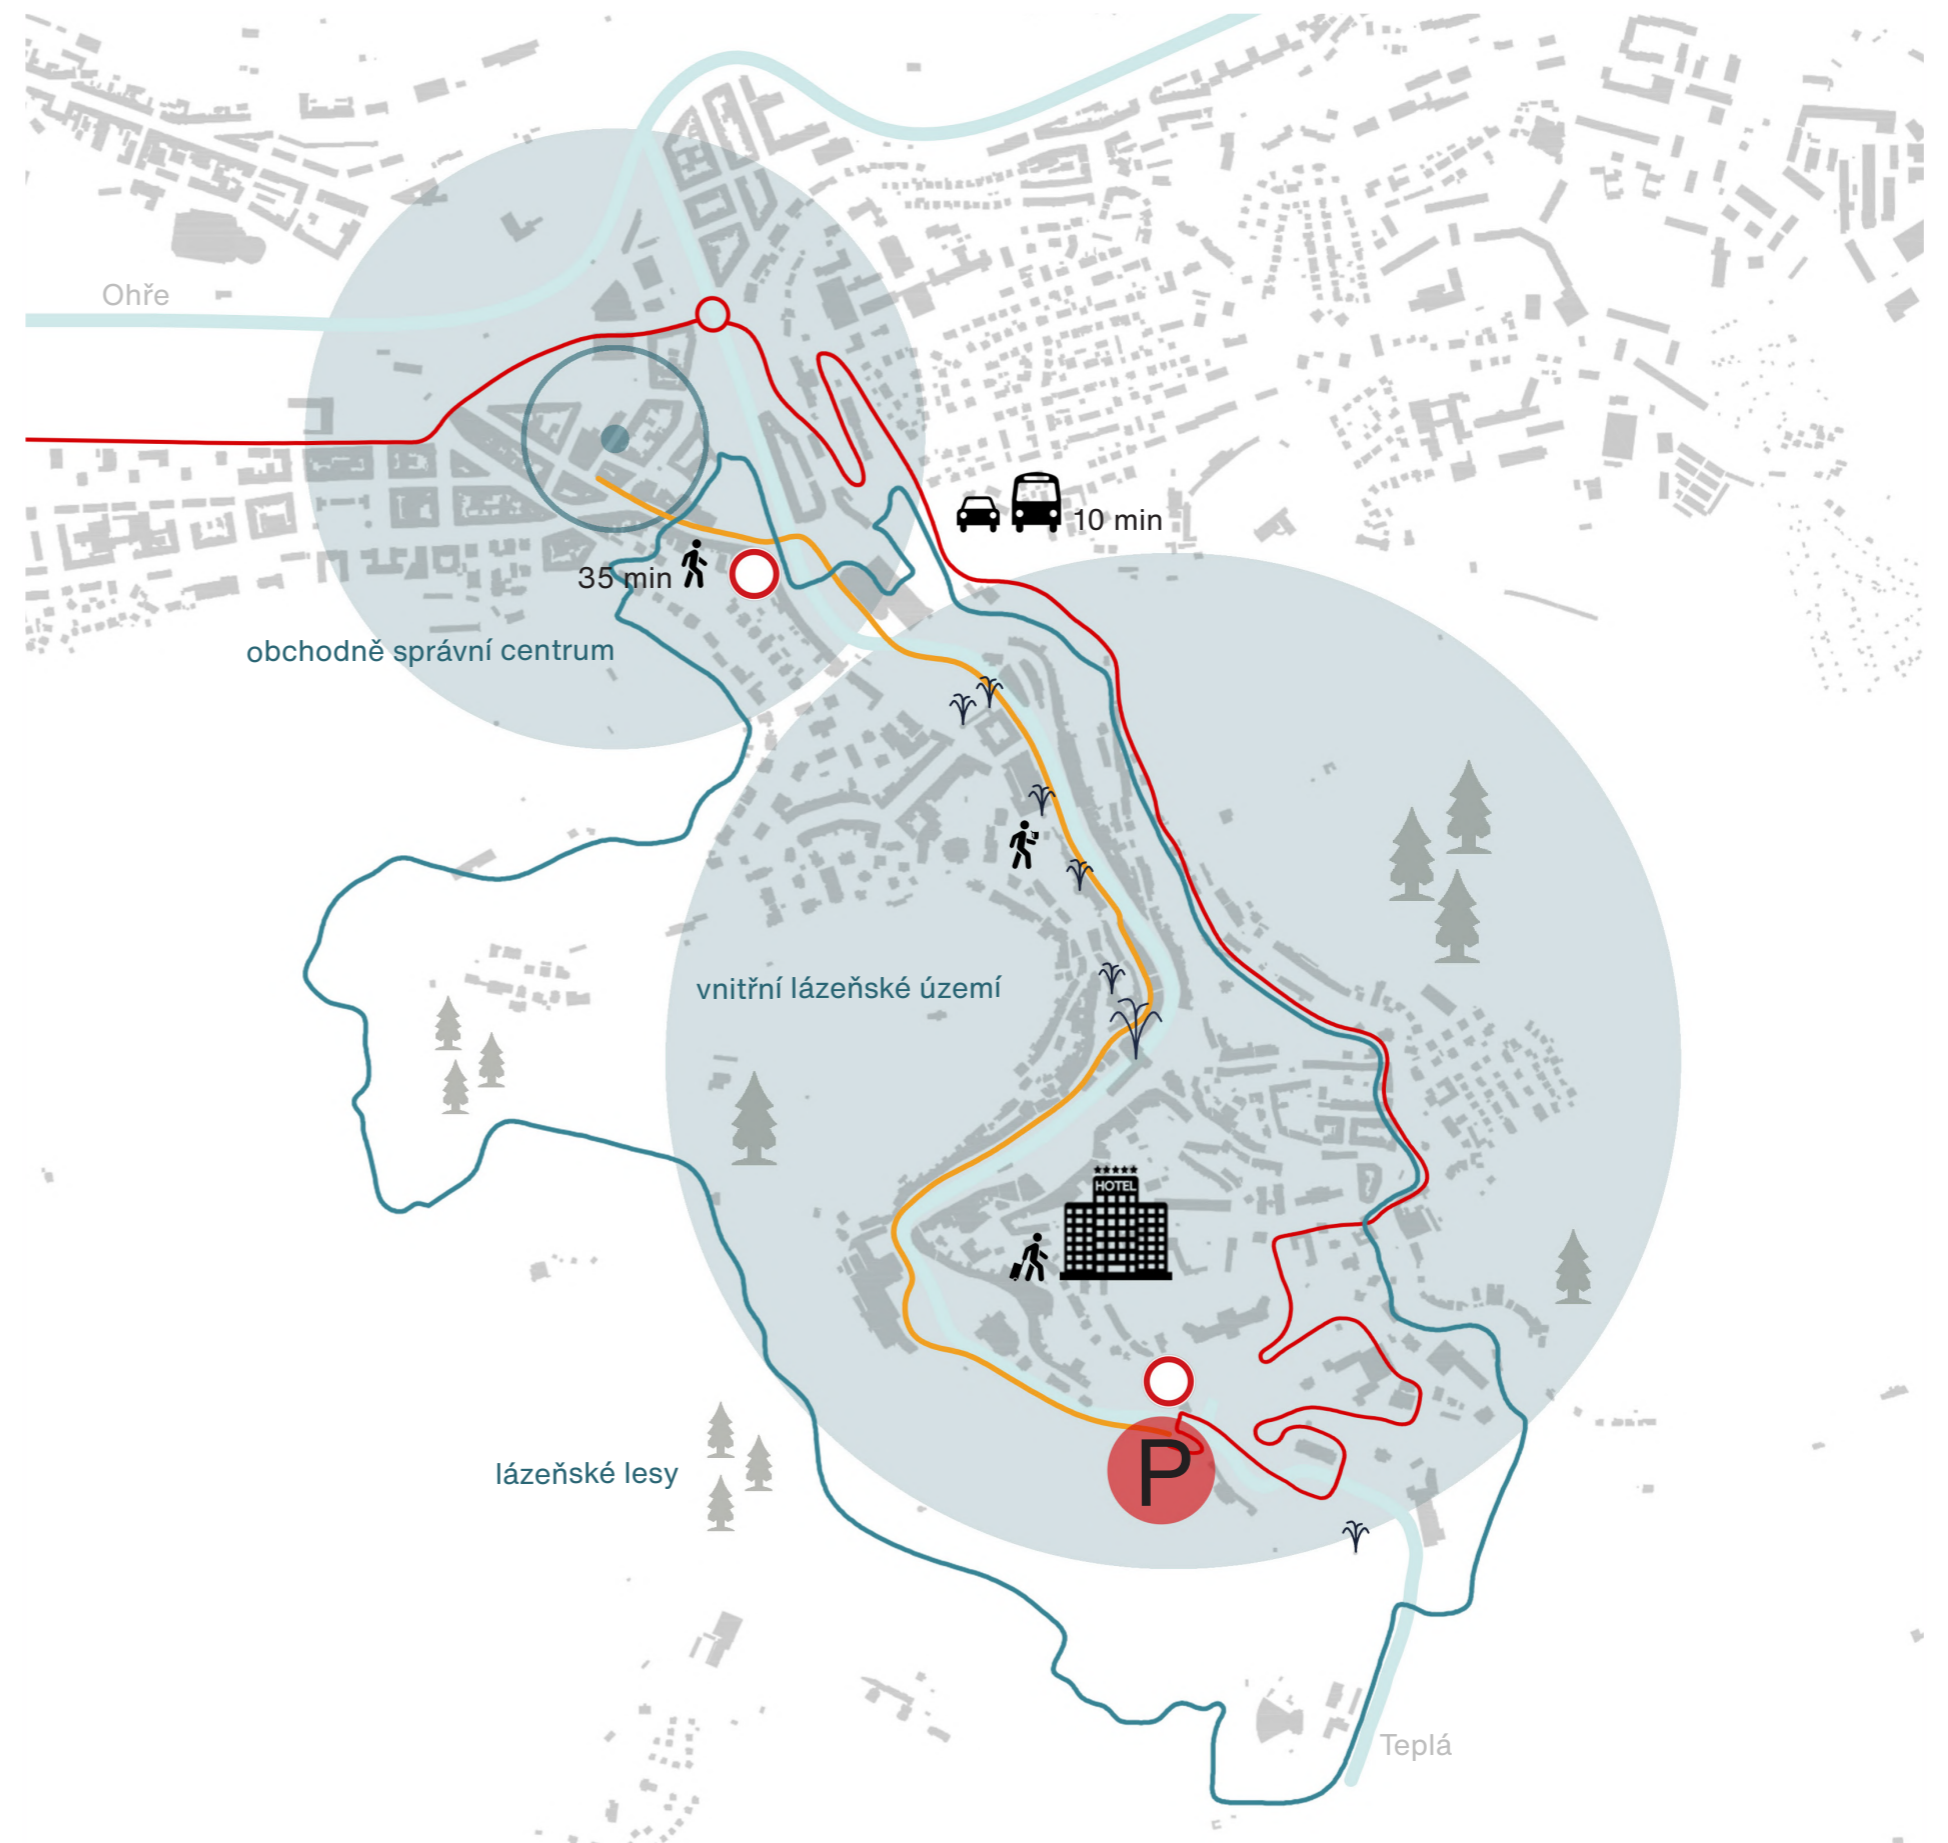 Ohře
10 min
35 min
obchodně správní centrum
vnitřní lázeňské území
HOTEL
P
lázeňské lesy
Teplá